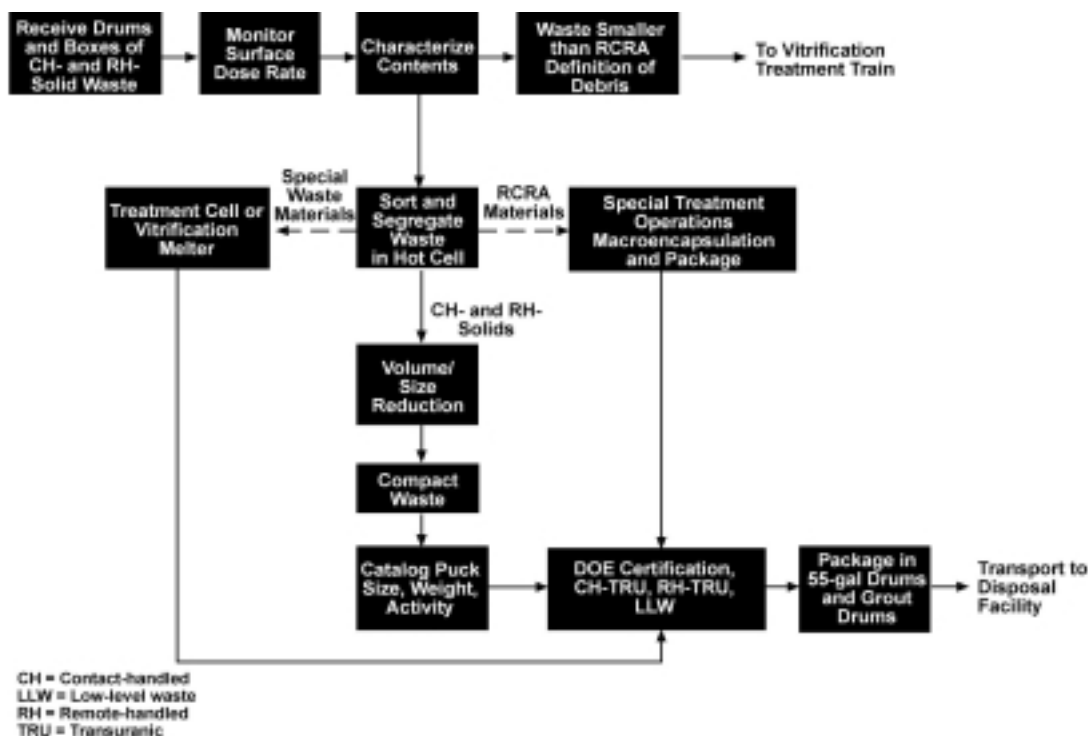 Receive Drums
and Boxes of
CH- and RH-
Solid Waste
Monitor
Surface
Dose Rate
Characterize
Contents
Waste Smaller
than RCRA
Definition of
Debris
To Vitrification
Treatment Train
Treatment Cell or
Vitrification
Melter
Special
Waste
Materials
Sort and
Segregate
Waste
in Hot Cell
RCRA
Materials
Special Treatment
Operations
Macroencapsulation
and Package
CH- and RH-
Solids
Volume/
Size
Reduction
Compact
Waste
Catalog Puck
Size, Weight,
Activity
DOE Certification,
CH-TRU, RH-TRU,
LLW
Package in
55-gal Drums
and Grout
Drums
Transport to
Disposal
Facility
CH = Contact-handled
LLW = Low-level waste
RH = Remote-handled
TRU = Transuranic